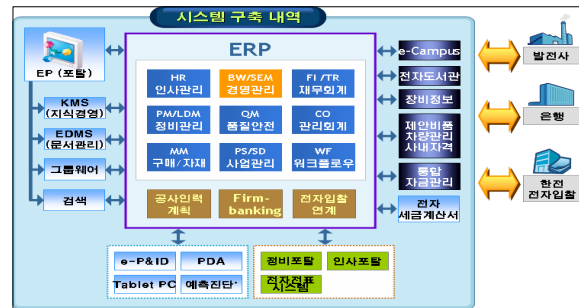 시스템 구축 내역
EP (포탈)
KMS
(지식경영)
EDMS
(문서관리)
그룹웨어
검색
ERP
HR
인사관리
BW/SEM
경영관리
FI /TR
재무회계
PM/LDM
정비관리
QM
품질안전
CO
관리회계
MM
구매/자재
PS/SD
사업관리
WF
워크플로우
공사인력
계획
Firm-
banking
전자입찰
연계
e-Campus
전자도서관
장비정보
제안비품
차량관리
사내자격
통합
자금관리
전자
세금계산서
발전사
은행
한전
전자입찰
e-P&ID
PDA
Tablet PC
예측진단*
정비포탈
인사포탈
전자전표
시스템